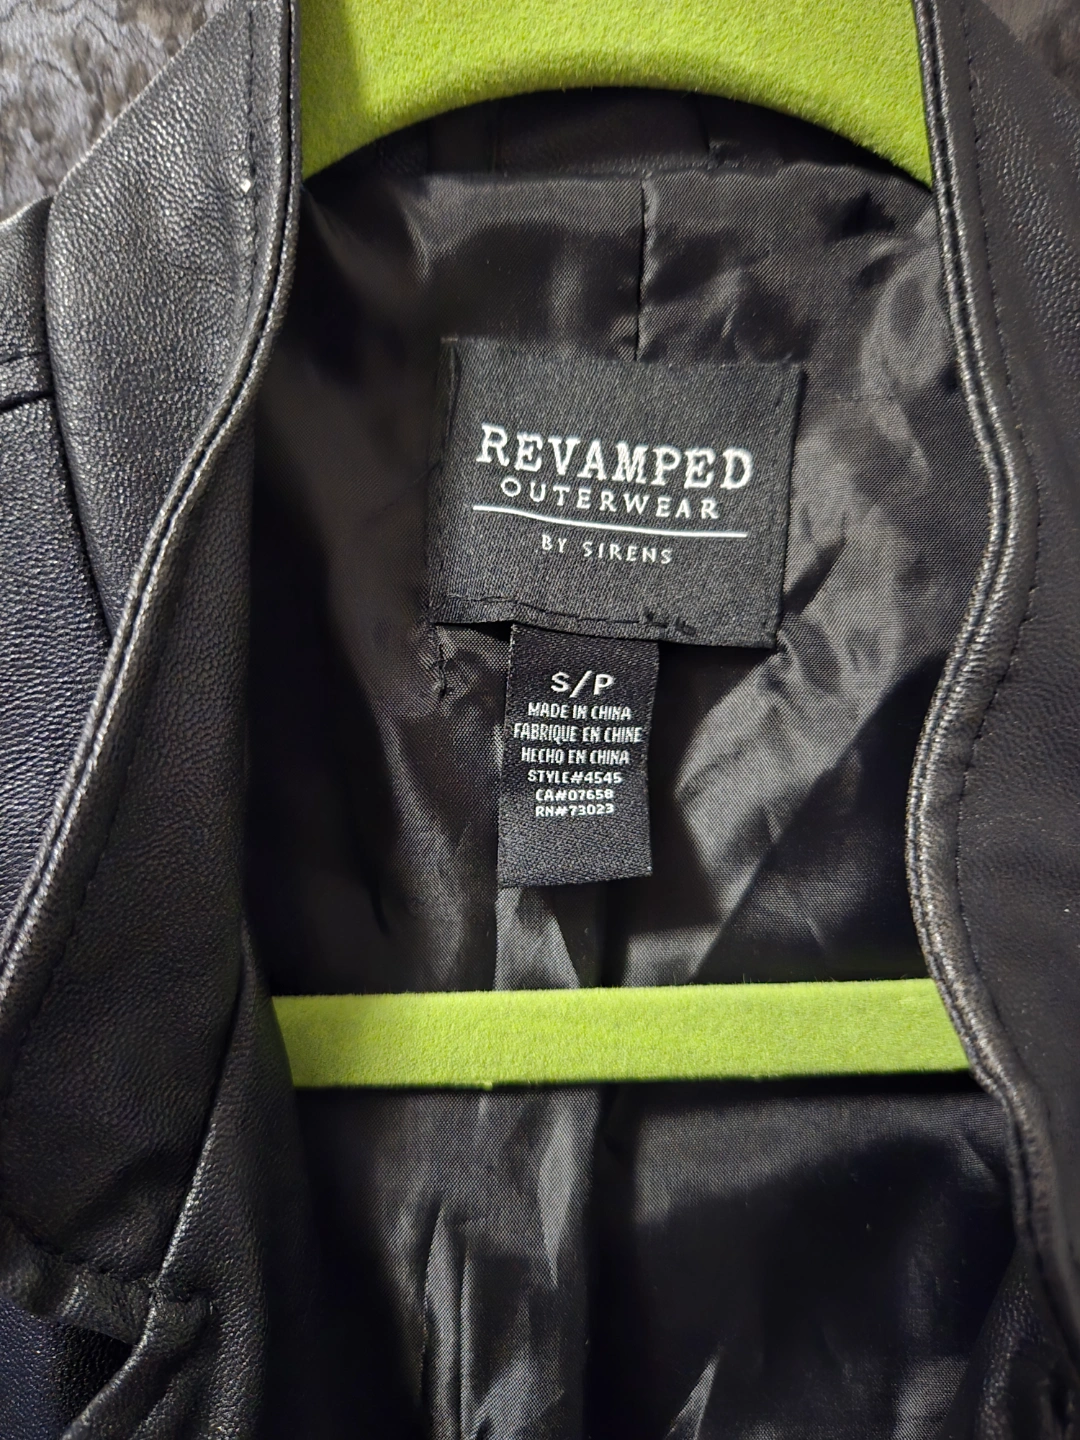 REVAMPED
OUTERWEAR
BY SIRENS
S/P
MADE IN CHINA
FABRIQUE EN CHINE
HECHO EN CHINA
STYLE#4545
CA#07658
RN#73023